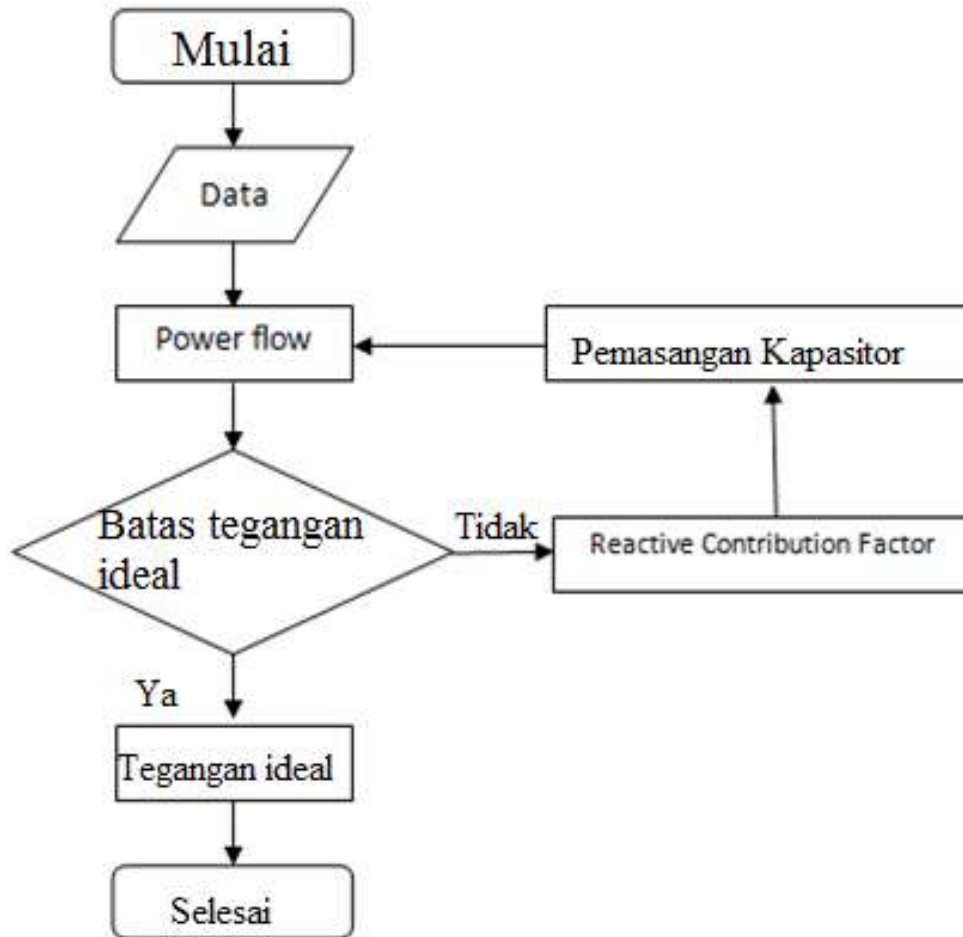 Mulai
Data
Power flow
Pemasangan Kapasitor
Batas tegangan
ideal
Tidak
Reactive Contribution Factor
Ya
Tegangan ideal
Selesai